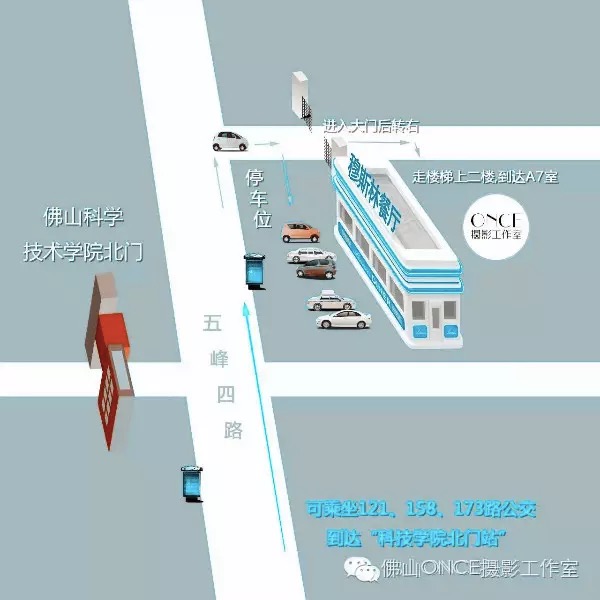 进入大门后转右
穆斯林餐厅
走楼梯上二楼,到达A7室
停车位
ONCE
摄影工作室
佛山科学
技术学院北门
五峰四路
可乘坐121、158、173路公交
到达“科技学院北门站”
佛山ONCE摄影工作室